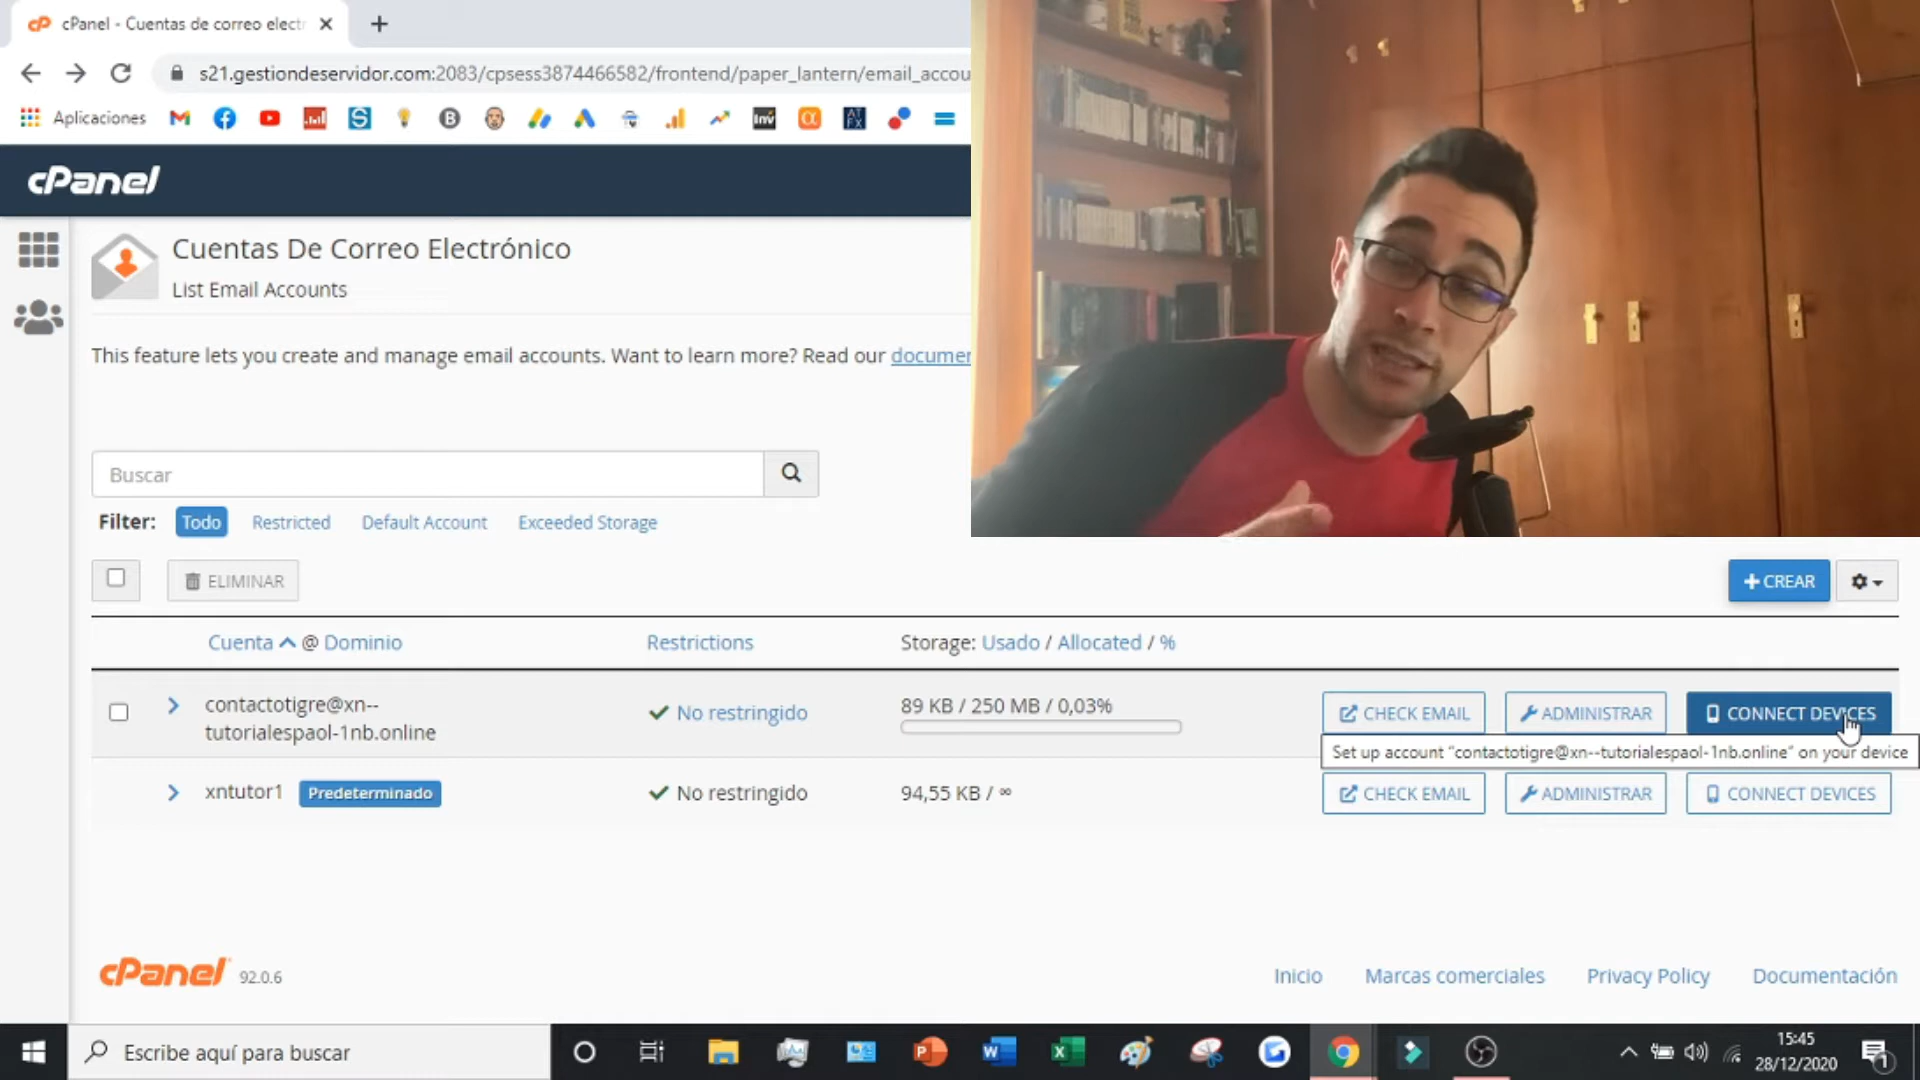 cPanel - Cuentas de correo electr
s21.gestiondeservidor.com:2083/cpsess3874466582/frontend/paper_lantern/email_accou
Aplicaciones
cPanel
Cuentas De Correo Electrónico
List Email Accounts
This feature lets you create and manage email accounts. Want to learn more? Read our documen
Buscar
Filter: Todo Restricted Default Account Exceeded Storage
ELIMINAR
+ CREAR
Cuenta @ Dominio Restrictions Storage: Usado / Allocated / %
contactotigre@xn--
tutorialespaol-1nb.online
No restringido
89 KB / 250 MB / 0,03%
CHECK EMAIL ADMINISTRAR CONNECT DEVICES
Set up account "contactotigre@xn--tutorialespaol-1nb.online" on your device
xntutor1 Predeterminado No restringido 94,55 KB / ∞ CHECK EMAIL ADMINISTRAR CONNECT DEVICES
cPanel 92.0.6
Inicio Marcas comerciales Privacy Policy Documentación
Escribe aquí para buscar
15:45
28/12/2020